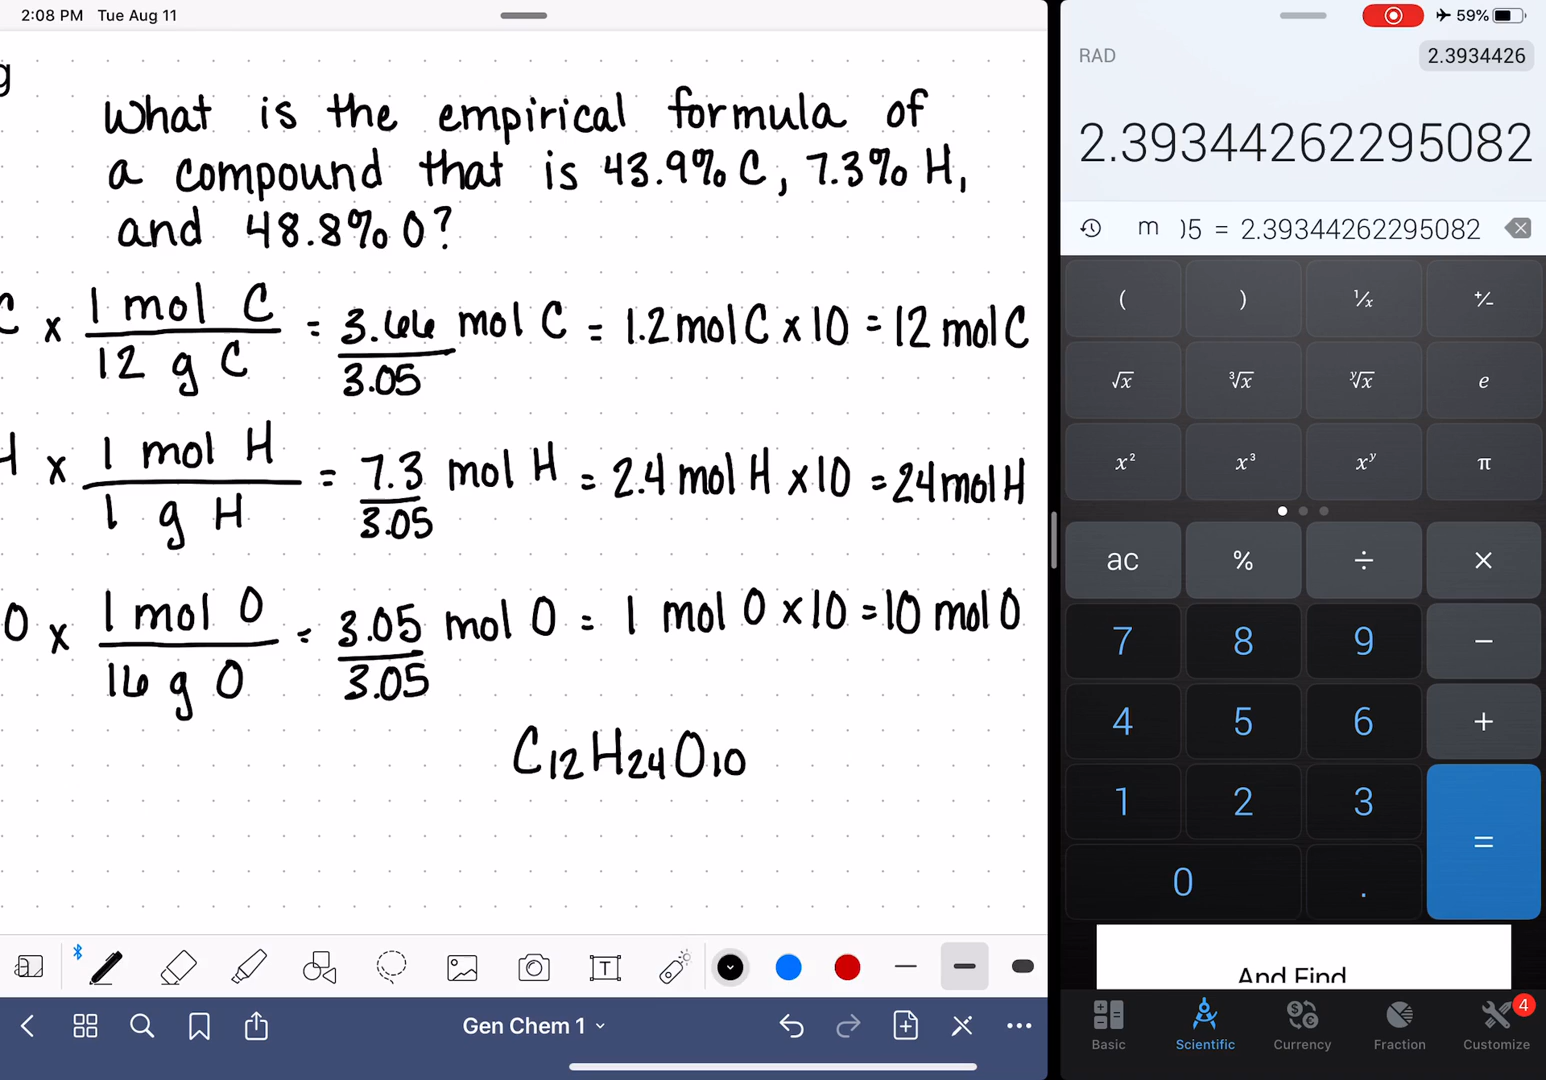 2:08 PM Tue Aug 11
59%
g
What is the empirical formula of
a compound that is 43.9% C, 7.3% H,
and 48.8% O?
C x 1 mol C / 12 g C = 3.66 / 3.05 mol C = 1.2 mol C x 10 = 12 mol C
H x 1 mol H / 1 g H = 7.3 / 3.05 mol H = 2.4 mol H x 10 = 24 mol H
O x 1 mol O / 16 g O = 3.05 / 3.05 mol O = 1 mol O x 10 = 10 mol O
C₁₂H₂₄O₁₀
T
Gen Chem 1
RAD 2.3934426
2.39344262295082
m )5 = 2.39344262295082
( ) ¹/x +/-
√x ³√x ʸ√x e
x² x³ xʸ π
ac % ÷ ×
7 8 9 −
4 5 6 +
1 2 3 =
0 .
And Find
4
Basic Scientific Currency Fraction Customize